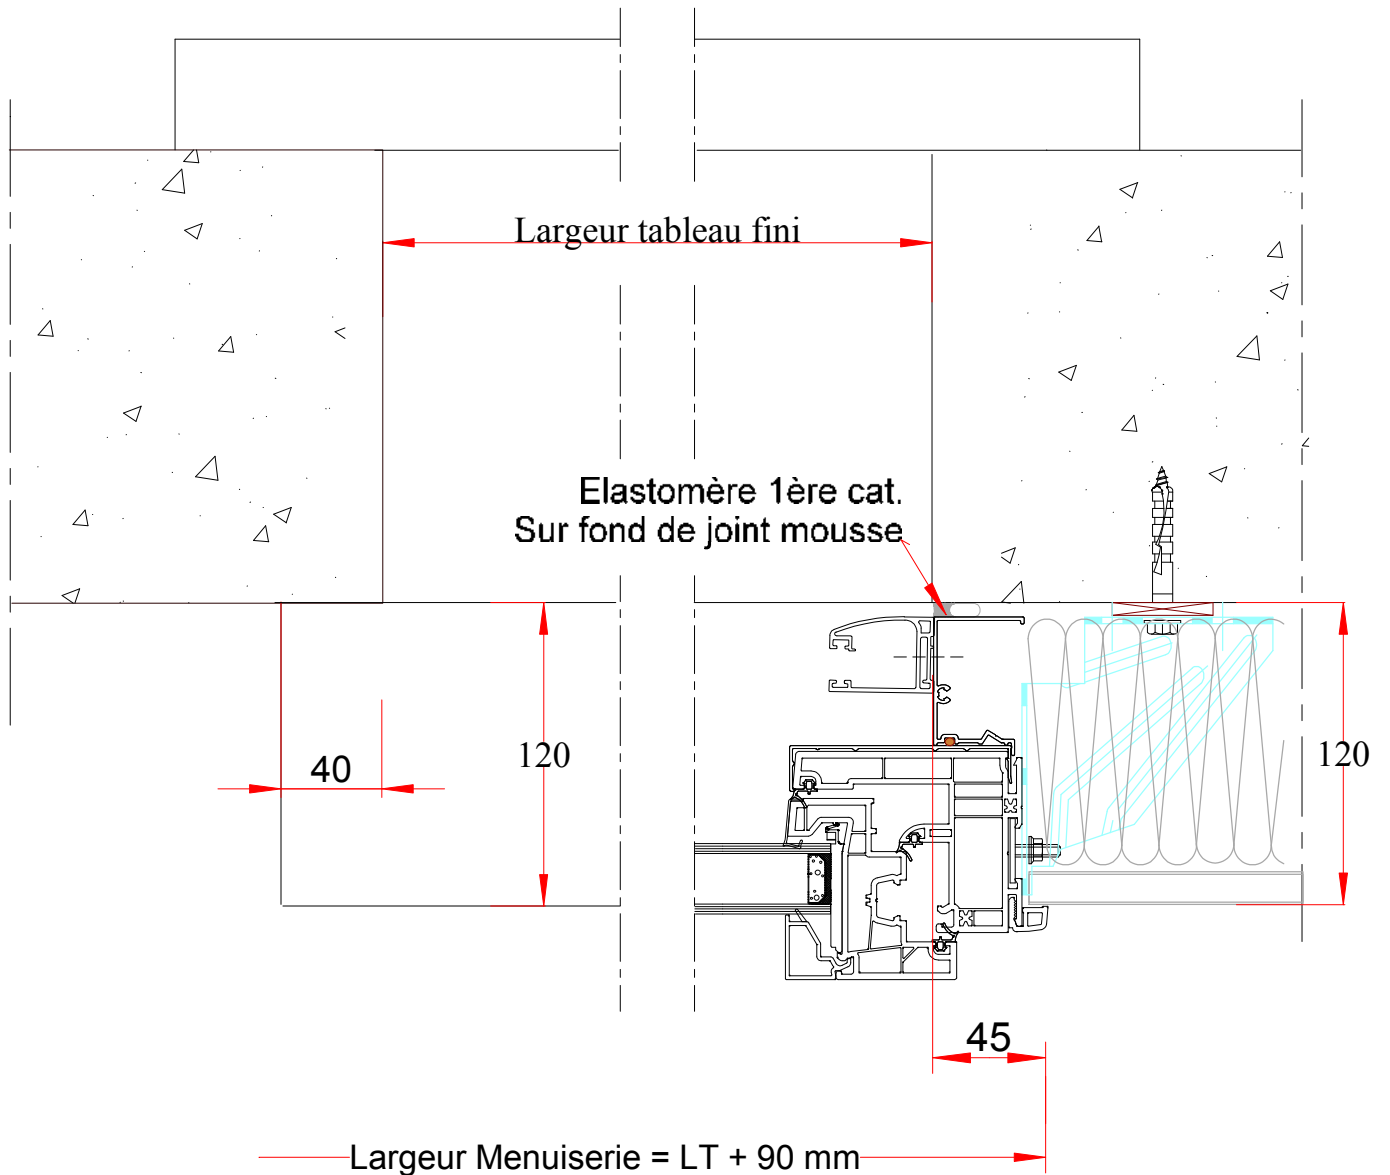 Largeur tableau fini
Elastomère 1ère cat.
Sur fond de joint mousse
40
120
120
45
Largeur Menuiserie = LT + 90 mm